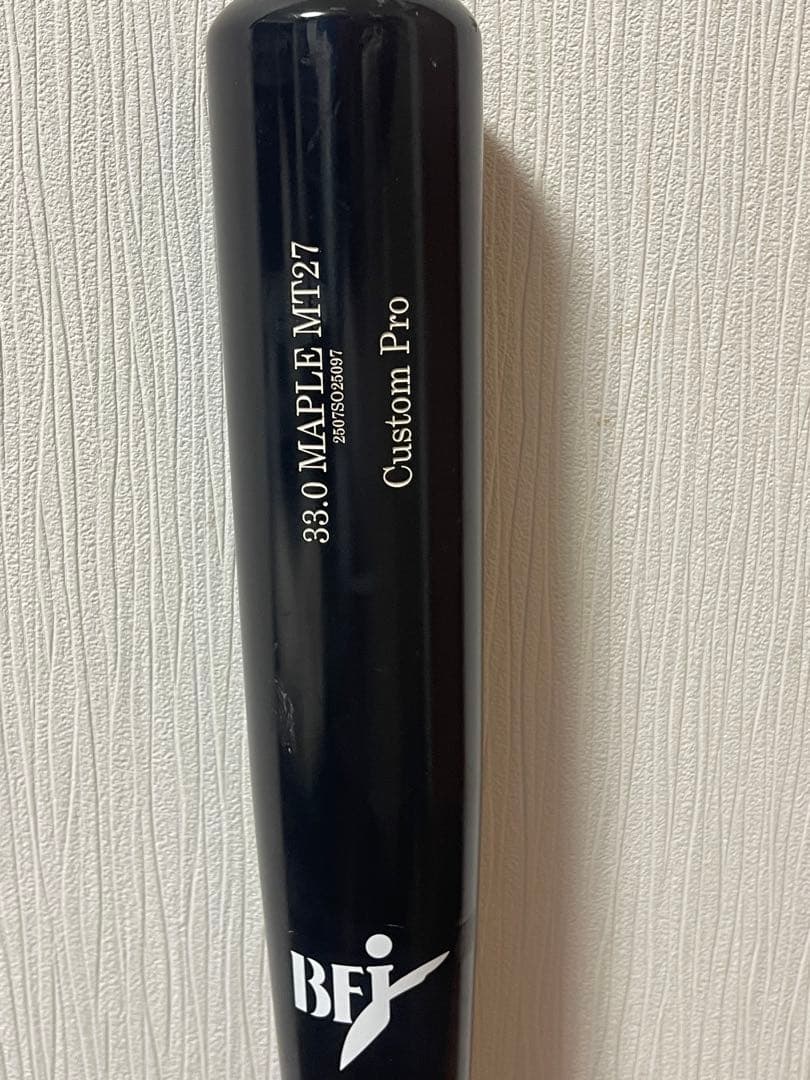 33.0 MAPLE MT27
2507SO25097
Custom Pro
BFJ